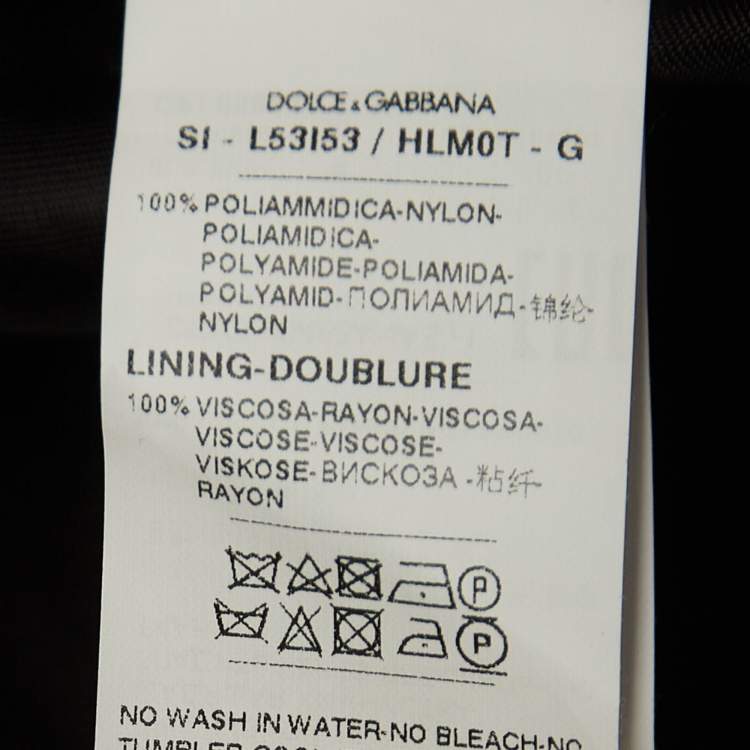 DOLCE & GABBANA
SI - L53I53 / HLM0T - G
100% POLIAMMIDICA-NYLON-
POLIAMIDICA-
POLYAMIDE-POLIAMIDA-
POLYAMID-ПОЛИАМИД-锦纶-
NYLON
LINING-DOUBLURE
100% VISCOSA-RAYON-VISCOSA-
VISCOSE-VISCOSE-
VISKOSE-ВИСКОЗА -粘纤-
RAYON
P
P
NO WASH IN WATER-NO BLEACH-NO